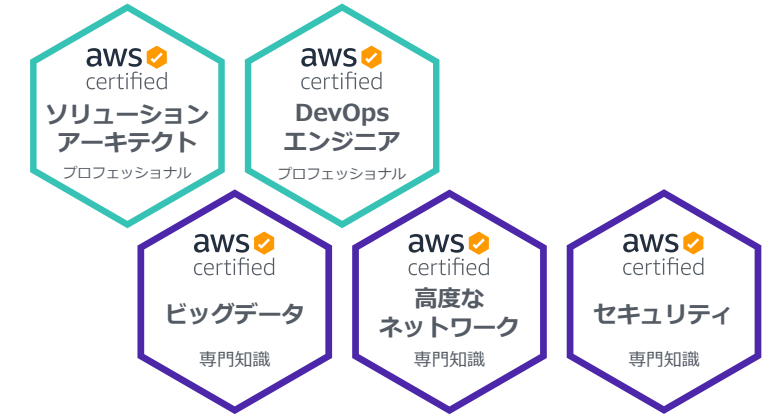 aws
certified
ソリューション
アーキテクト
プロフェッショナル
aws
certified
DevOps
エンジニア
プロフェッショナル
aws
certified
ビッグデータ
専門知識
aws
certified
高度な
ネットワーク
専門知識
aws
certified
セキュリティ
専門知識